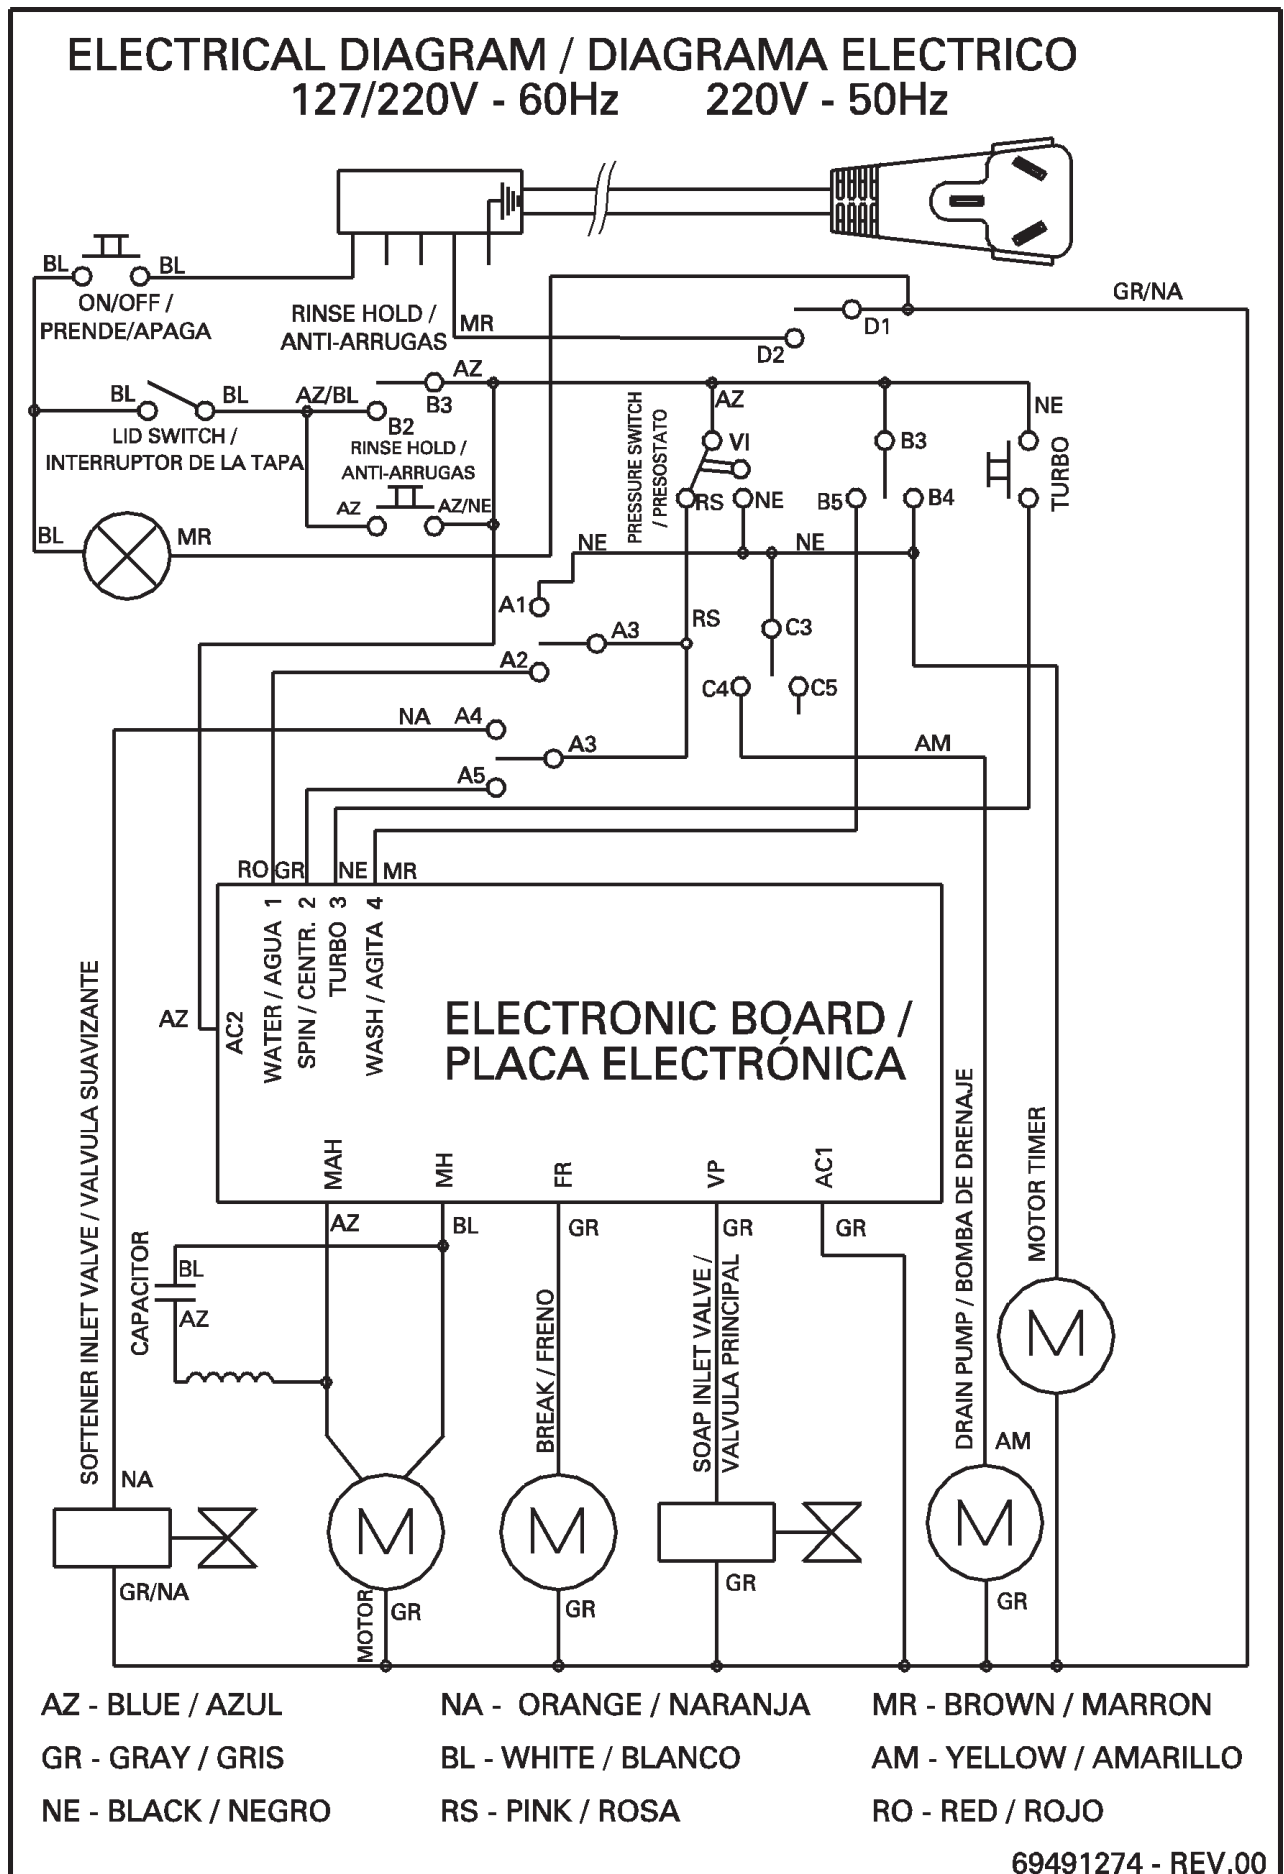 ELECTRICAL DIAGRAM / DIAGRAMA ELECTRICO
127/220V - 60Hz 220V - 50Hz
BL
BL
ON/OFF /
PRENDE/APAGA
RINSE HOLD /
ANTI-ARRUGAS
MR
GR/NA
D1
D2
BL
BL
AZ/BL
LID SWITCH /
INTERRUPTOR DE LA TAPA
AZ
B3
B2
RINSE HOLD /
ANTI-ARRUGAS
AZ
AZ/NE
PRESSURE SWITCH
/ PRESOSTATO
AZ
VI
RS
NE
B3
B5
B4
NE
TURBO
BL
MR
NE
NE
A1
A3
A2
RS
C3
C4
C5
NA
A4
A3
A5
AM
RO
GR
NE
MR
WATER / AGUA 1
SPIN / CENTR. 2
TURBO 3
WASH / AGITA 4
AZ
AC2
ELECTRONIC BOARD /
PLACA ELECTRÓNICA
MAH
MH
FR
VP
AC1
AZ
BL
GR
GR
GR
SOFTENER INLET VALVE / VALVULA SUAVIZANTE
CAPACITOR
BL
AZ
BREAK / FRENO
SOAP INLET VALVE /
VALVULA PRINCIPAL
DRAIN PUMP / BOMBA DE DRENAJE
MOTOR TIMER
M
AM
NA
M
M
M
GR/NA
MOTOR
GR
GR
GR
GR
AZ - BLUE / AZUL
NA - ORANGE / NARANJA
MR - BROWN / MARRON
GR - GRAY / GRIS
BL - WHITE / BLANCO
AM - YELLOW / AMARILLO
NE - BLACK / NEGRO
RS - PINK / ROSA
RO - RED / ROJO
69491274 - REV.00